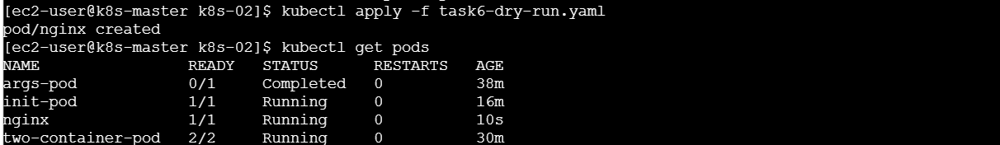 [ec2-user@k8s-master k8s-02]$ kubectl apply -f task6-dry-run.yaml
pod/nginx created
[ec2-user@k8s-master k8s-02]$ kubectl get pods
NAME                READY   STATUS      RESTARTS   AGE
args-pod            0/1     Completed   0          38m
init-pod            1/1     Running     0          16m
nginx               1/1     Running     0          10s
two-container-pod   2/2     Running     0          30m